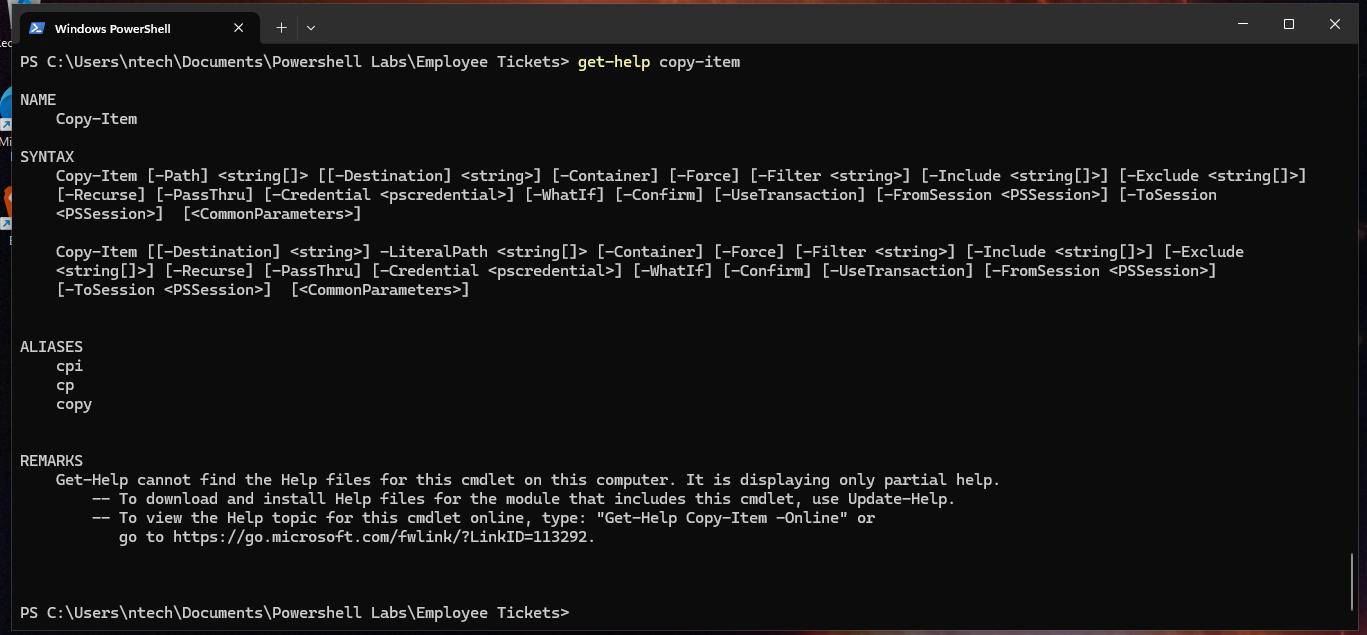 Windows PowerShell
PS C:\Users\ntech\Documents\Powershell Labs\Employee Tickets> get-help copy-item
NAME
    Copy-Item
SYNTAX
    Copy-Item [-Path] <string[]> [[-Destination] <string>] [-Container] [-Force] [-Filter <string>] [-Include <string[]>] [-Exclude <string[]>]
    [-Recurse] [-PassThru] [-Credential <pscredential>] [-WhatIf] [-Confirm] [-UseTransaction] [-FromSession <PSSession>] [-ToSession
    <PSSession>]  [<CommonParameters>]
    Copy-Item [[-Destination] <string>] -LiteralPath <string[]> [-Container] [-Force] [-Filter <string>] [-Include <string[]>] [-Exclude
    <string[]>] [-Recurse] [-PassThru] [-Credential <pscredential>] [-WhatIf] [-Confirm] [-UseTransaction] [-FromSession <PSSession>]
    [-ToSession <PSSession>]  [<CommonParameters>]
ALIASES
    cpi
    cp
    copy
REMARKS
    Get-Help cannot find the Help files for this cmdlet on this computer. It is displaying only partial help.
        -- To download and install Help files for the module that includes this cmdlet, use Update-Help.
        -- To view the Help topic for this cmdlet online, type: "Get-Help Copy-Item -Online" or
           go to https://go.microsoft.com/fwlink/?LinkID=113292.
PS C:\Users\ntech\Documents\Powershell Labs\Employee Tickets>